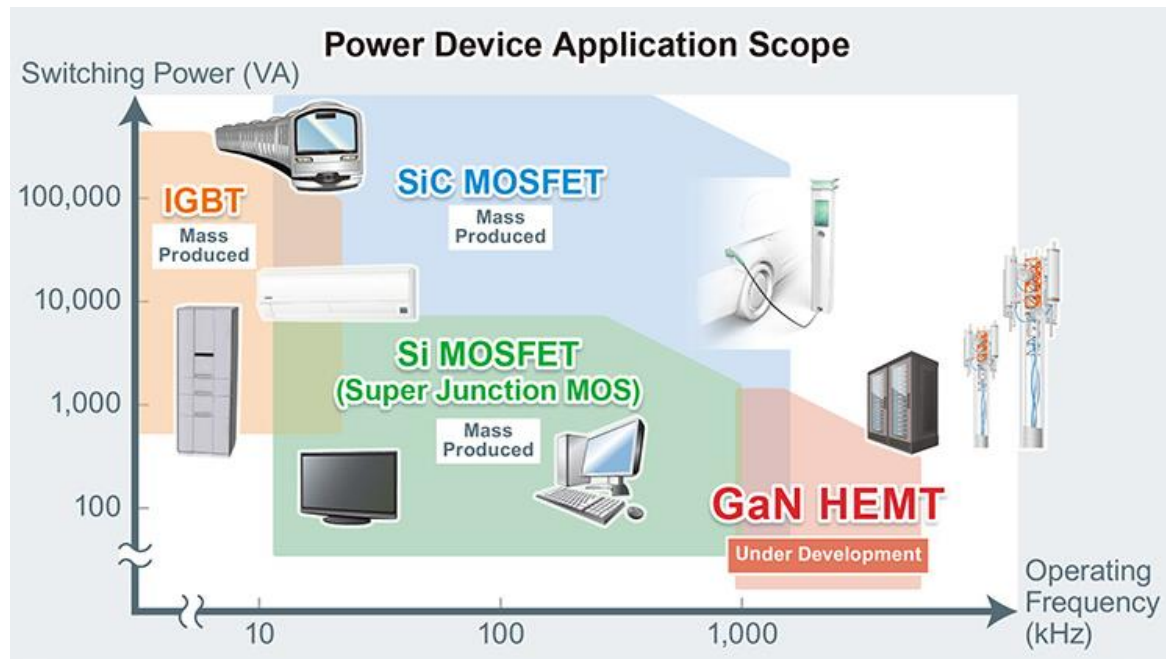 Power Device Application Scope
Switching Power (VA)
100,000
10,000
1,000
100
IGBT
Mass
Produced
SiC MOSFET
Mass
Produced
Si MOSFET
(Super Junction MOS)
Mass
Produced
GaN HEMT
Under Development
10
100
1,000
Operating
Frequency
(kHz)